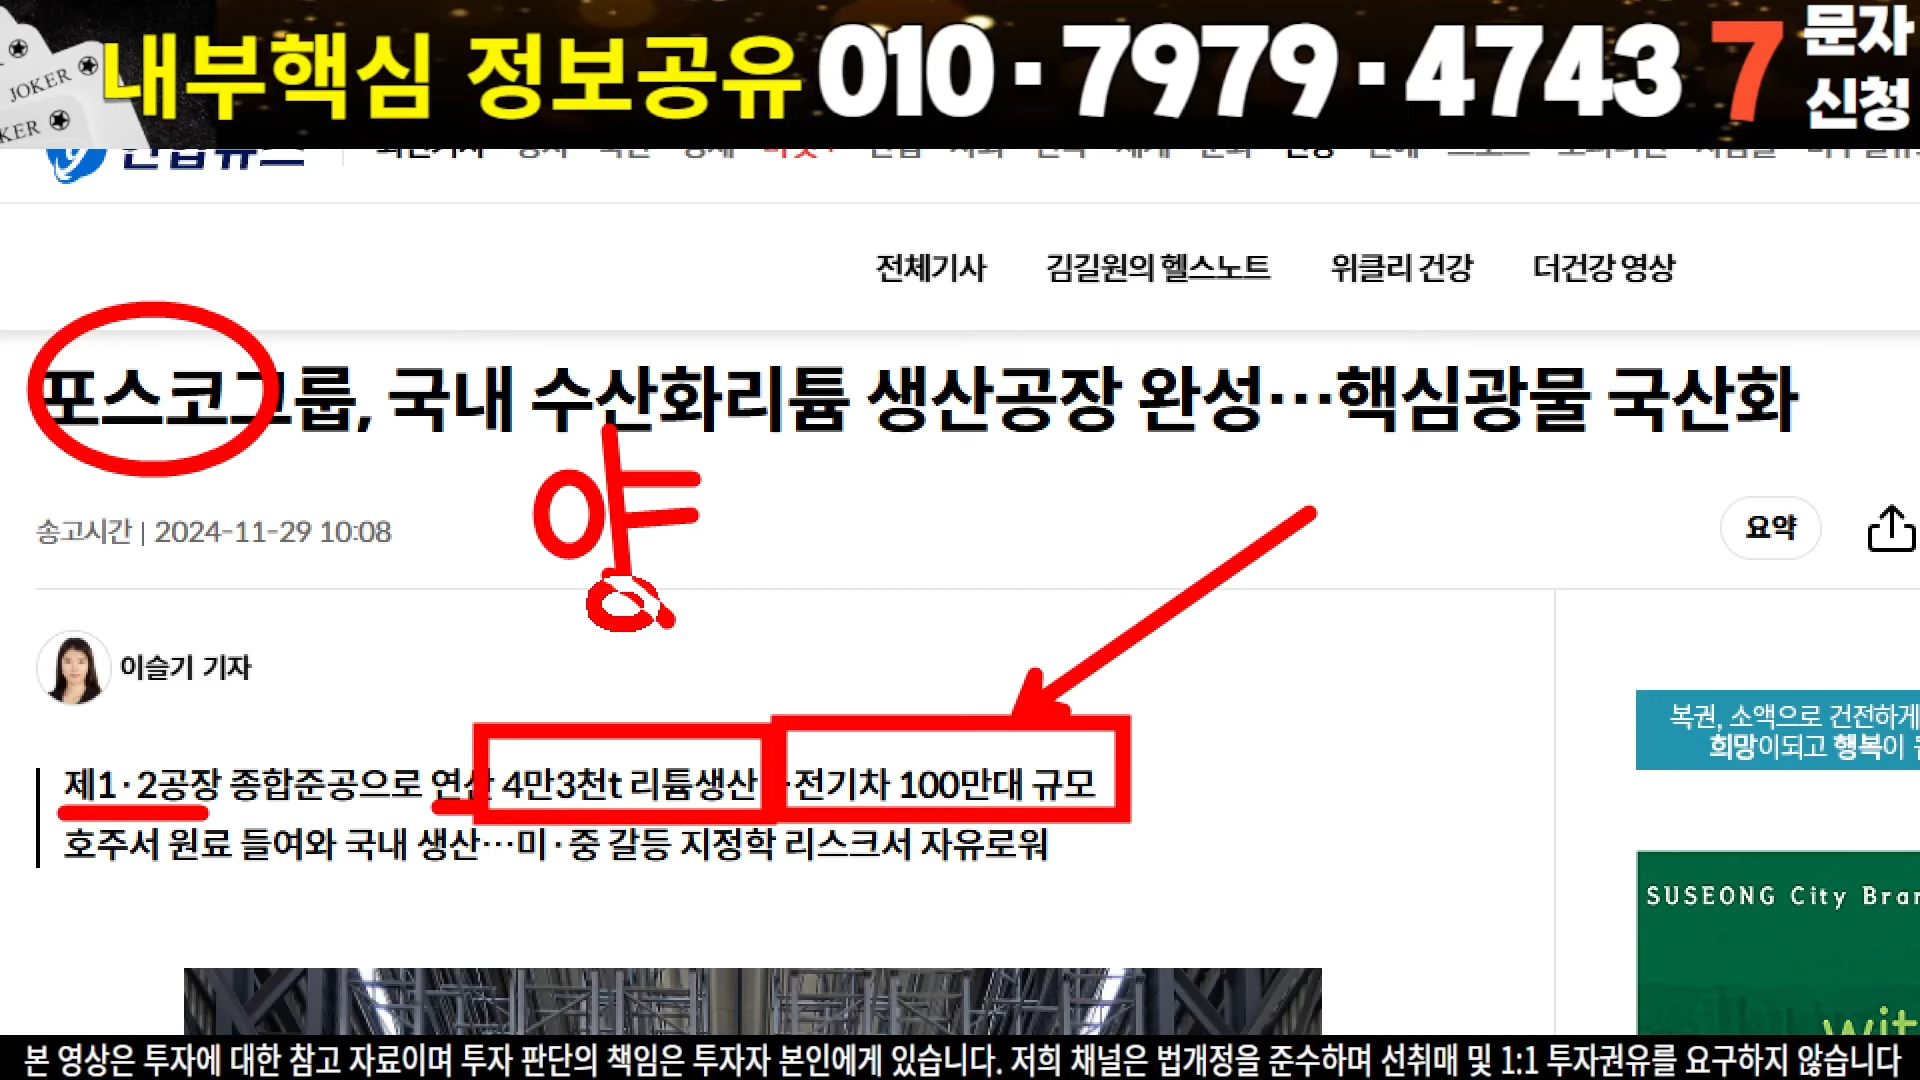 JOKER
KER
내부핵심 정보공유 010·7979·4743 7 문자 신청
전체기사 김길원의 헬스노트 위클리 건강 더건강 영상
포스코그룹, 국내 수산화리튬 생산공장 완성…핵심광물 국산화
양
송고시간 | 2024-11-29 10:08
요약
이슬기 기자
제1·2공장 종합준공으로 연산 4만3천t 리튬생산…전기차 100만대 규모
호주서 원료 들여와 국내 생산…미·중 갈등 지정학 리스크서 자유로워
복권, 소액으로 건전하게
희망이되고 행복이
SUSEONG City Bran
wit
본 영상은 투자에 대한 참고 자료이며 투자 판단의 책임은 투자자 본인에게 있습니다. 저희 채널은 법개정을 준수하며 선취매 및 1:1 투자권유를 요구하지 않습니다